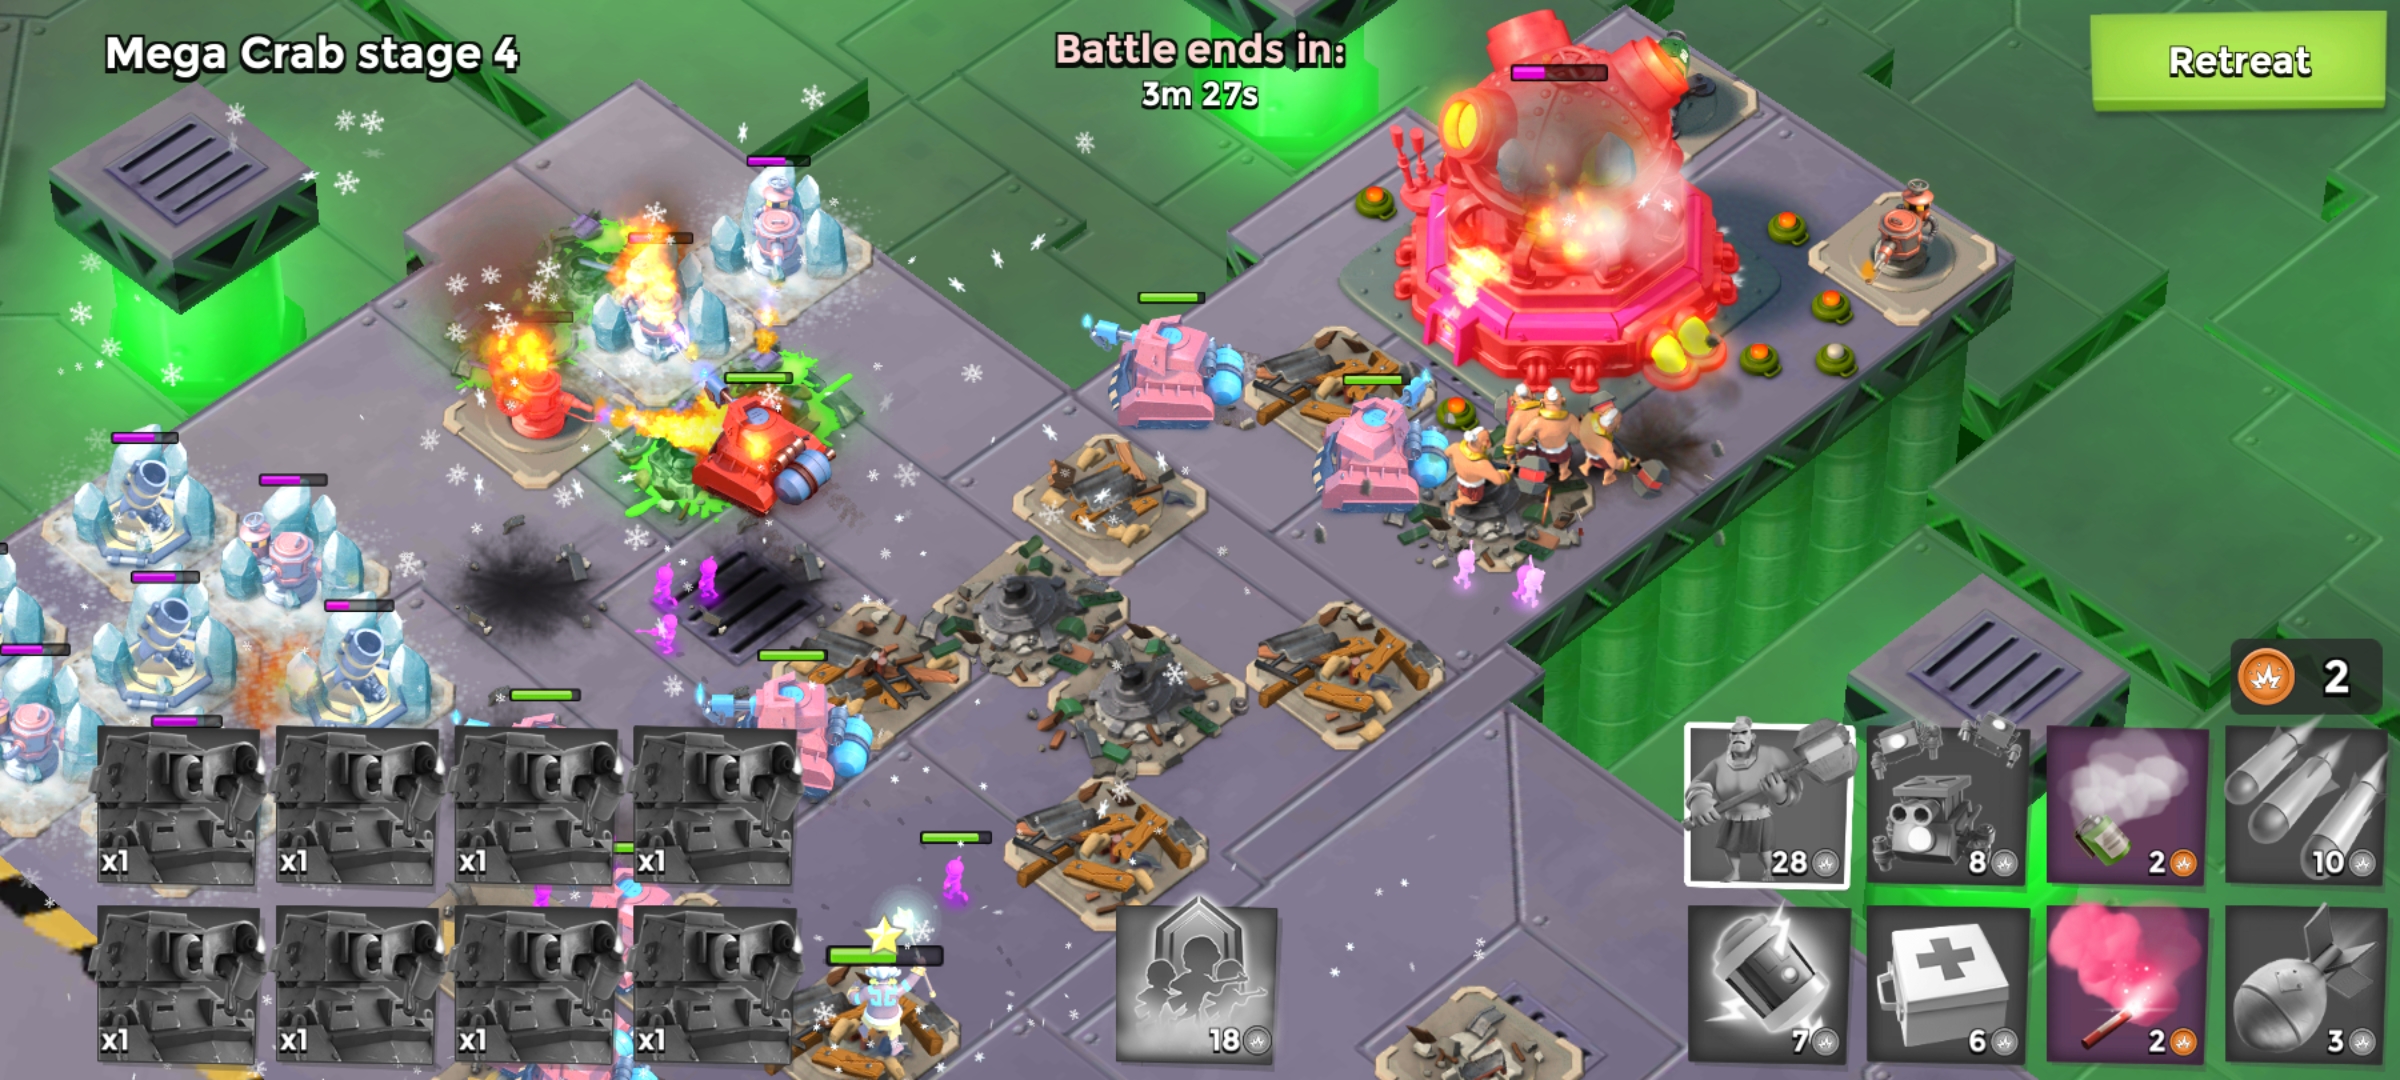 Mega Crab stage 4
Battle ends in:
3m 27s
Retreat
2
x1
x1
x1
x1
28
8
2
10
x1
x1
x1
x1
18
7
6
2
3